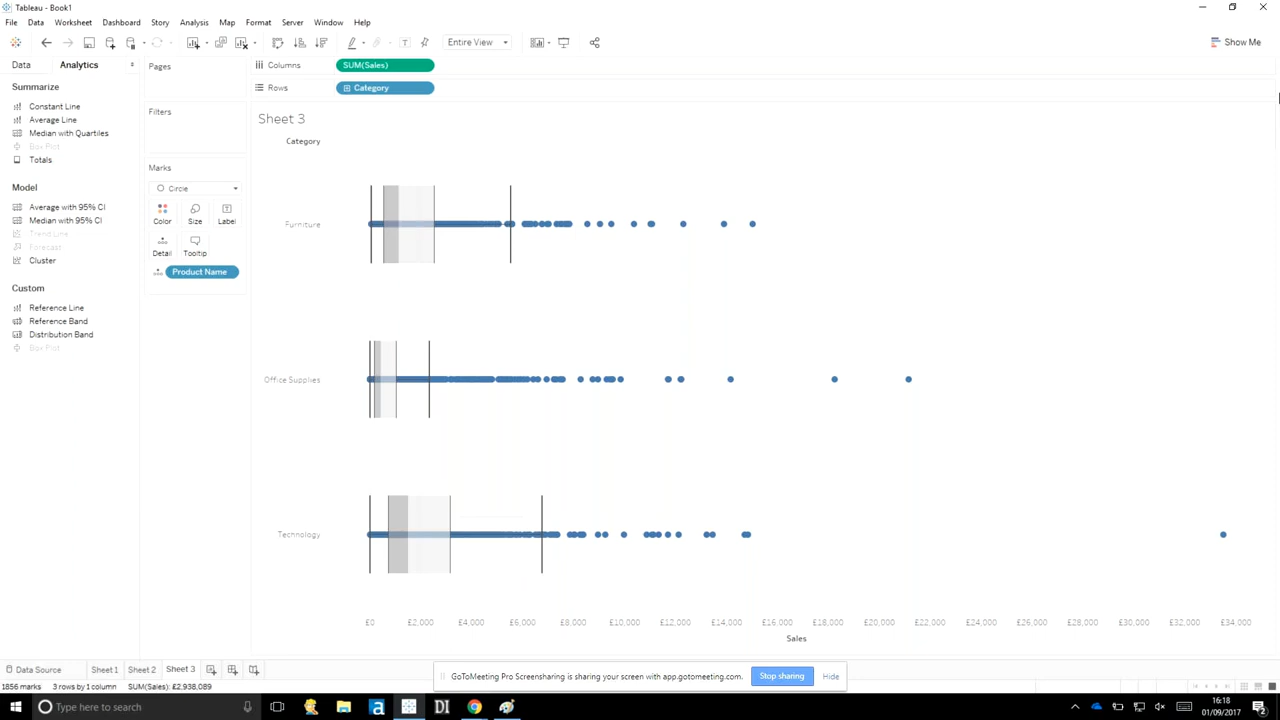 Tableau - Book1
File Data Worksheet Dashboard Story Analysis Map Format Server Window Help
Entire View
Show Me
Data Analytics
Pages
Columns SUM(Sales)
Rows Category
Summarize
Constant Line
Average Line
Median with Quartiles
Box Plot
Totals
Model
Average with 95% CI
Median with 95% CI
Trend Line
Forecast
Cluster
Custom
Reference Line
Reference Band
Distribution Band
Box Plot
Filters
Marks
Circle
Color Size Label
Detail Tooltip
Product Name
Sheet 3
Category
Furniture
Office Supplies
Technology
£0 £2,000 £4,000 £6,000 £8,000 £10,000 £12,000 £14,000 £16,000 £18,000 £20,000 £22,000 £24,000 £26,000 £28,000 £30,000 £32,000 £34,000
Sales
Data Source Sheet 1 Sheet 2 Sheet 3
GoToMeeting Pro Screensharing is sharing your screen with app.gotomeeting.com. Stop sharing Hide
1856 marks 3 rows by 1 column SUM(Sales): £2,938,089
Type here to search
a
DI
16:18
01/09/2017
2